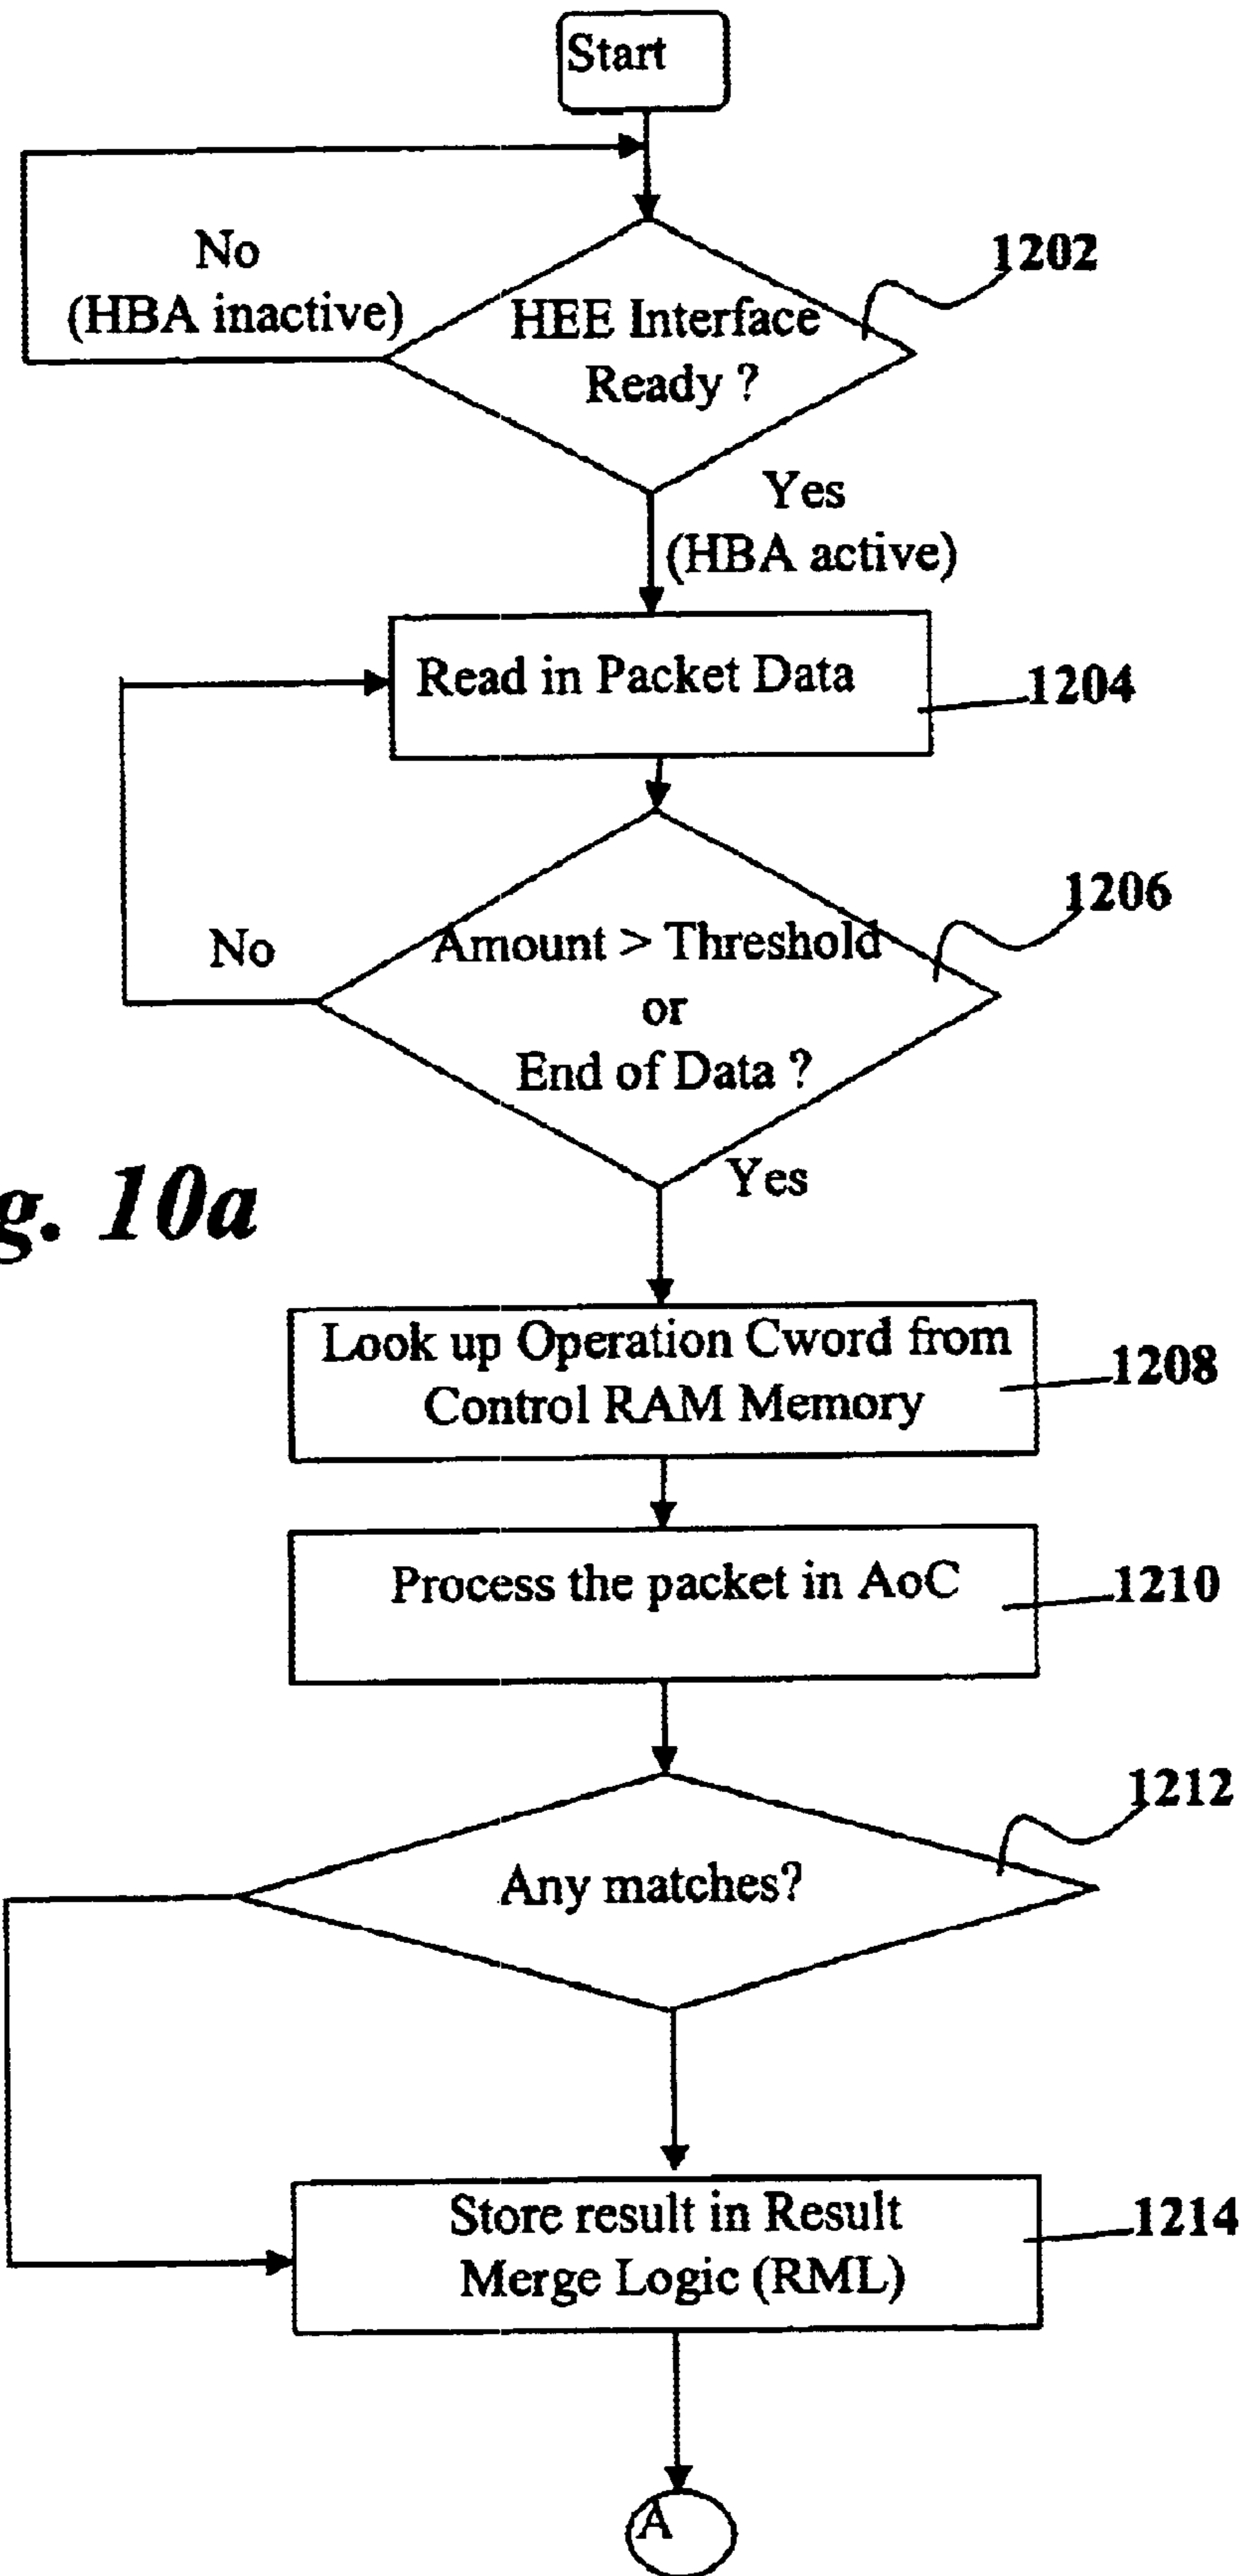 Start
No
(HBA inactive)
1202
HEE Interface
Ready ?
Yes
(HBA active)
Read in Packet Data
1204
1206
No
Amount > Threshold
or
End of Data ?
Yes
g. 10a
Look up Operation Cword from
Control RAM Memory
1208
Process the packet in AoC
1210
1212
Any matches?
Store result in Result
Merge Logic (RML)
1214
A